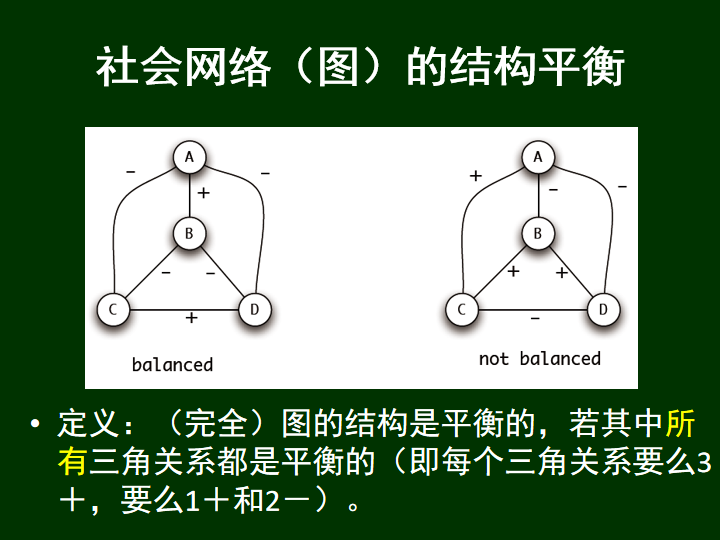 社会网络（图）的结构平衡
A
A
－
－
＋
－
＋
－
B
B
－
－
＋
＋
C
D
C
D
＋
－
balanced
not balanced
• 定义：（完全）图的结构是平衡的，若其中所
有三角关系都是平衡的（即每个三角关系要么3
＋，要么1＋和2－）。